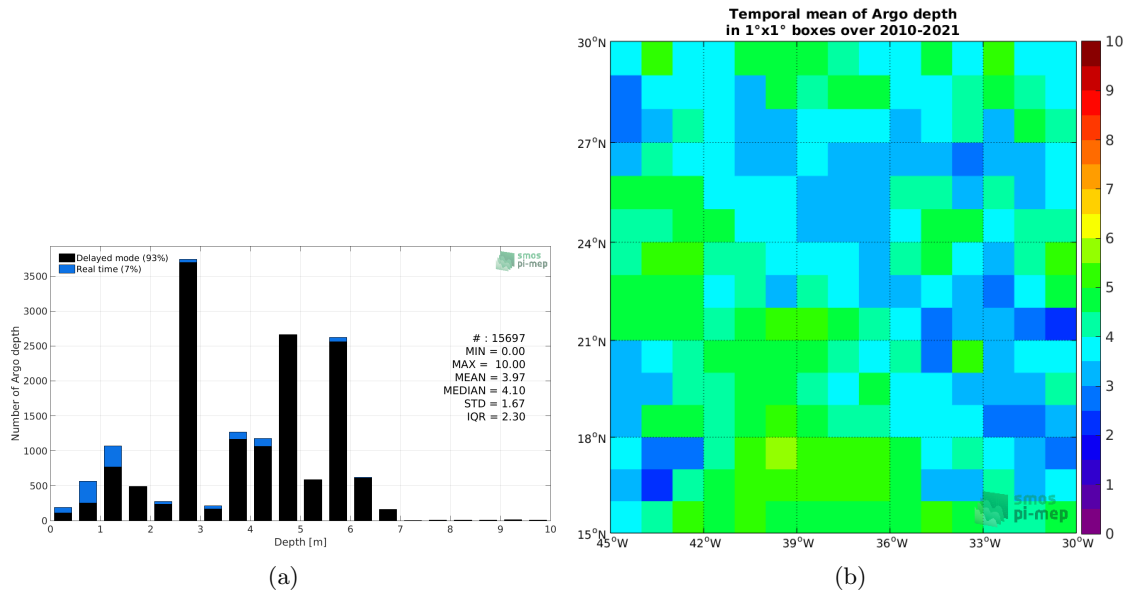 Delayed mode (93%)
Real time (7%)
smos
pi-mep
3500
3000
2500
2000
1500
1000
500
0
Number of Argo depth
# : 15697
MIN = 0.00
MAX = 10.00
MEAN = 3.97
MEDIAN = 4.10
STD = 1.67
IQR = 2.30
0 1 2 3 4 5 6 7 8 9 10
Depth [m]
(a)
Temporal mean of Argo depth
in 1°x1° boxes over 2010-2021
30°N
27°N
24°N
21°N
18°N
15°N
45°W 42°W 39°W 36°W 33°W 30°W
smos
pi-mep
10
9
8
7
6
5
4
3
2
1
0
(b)